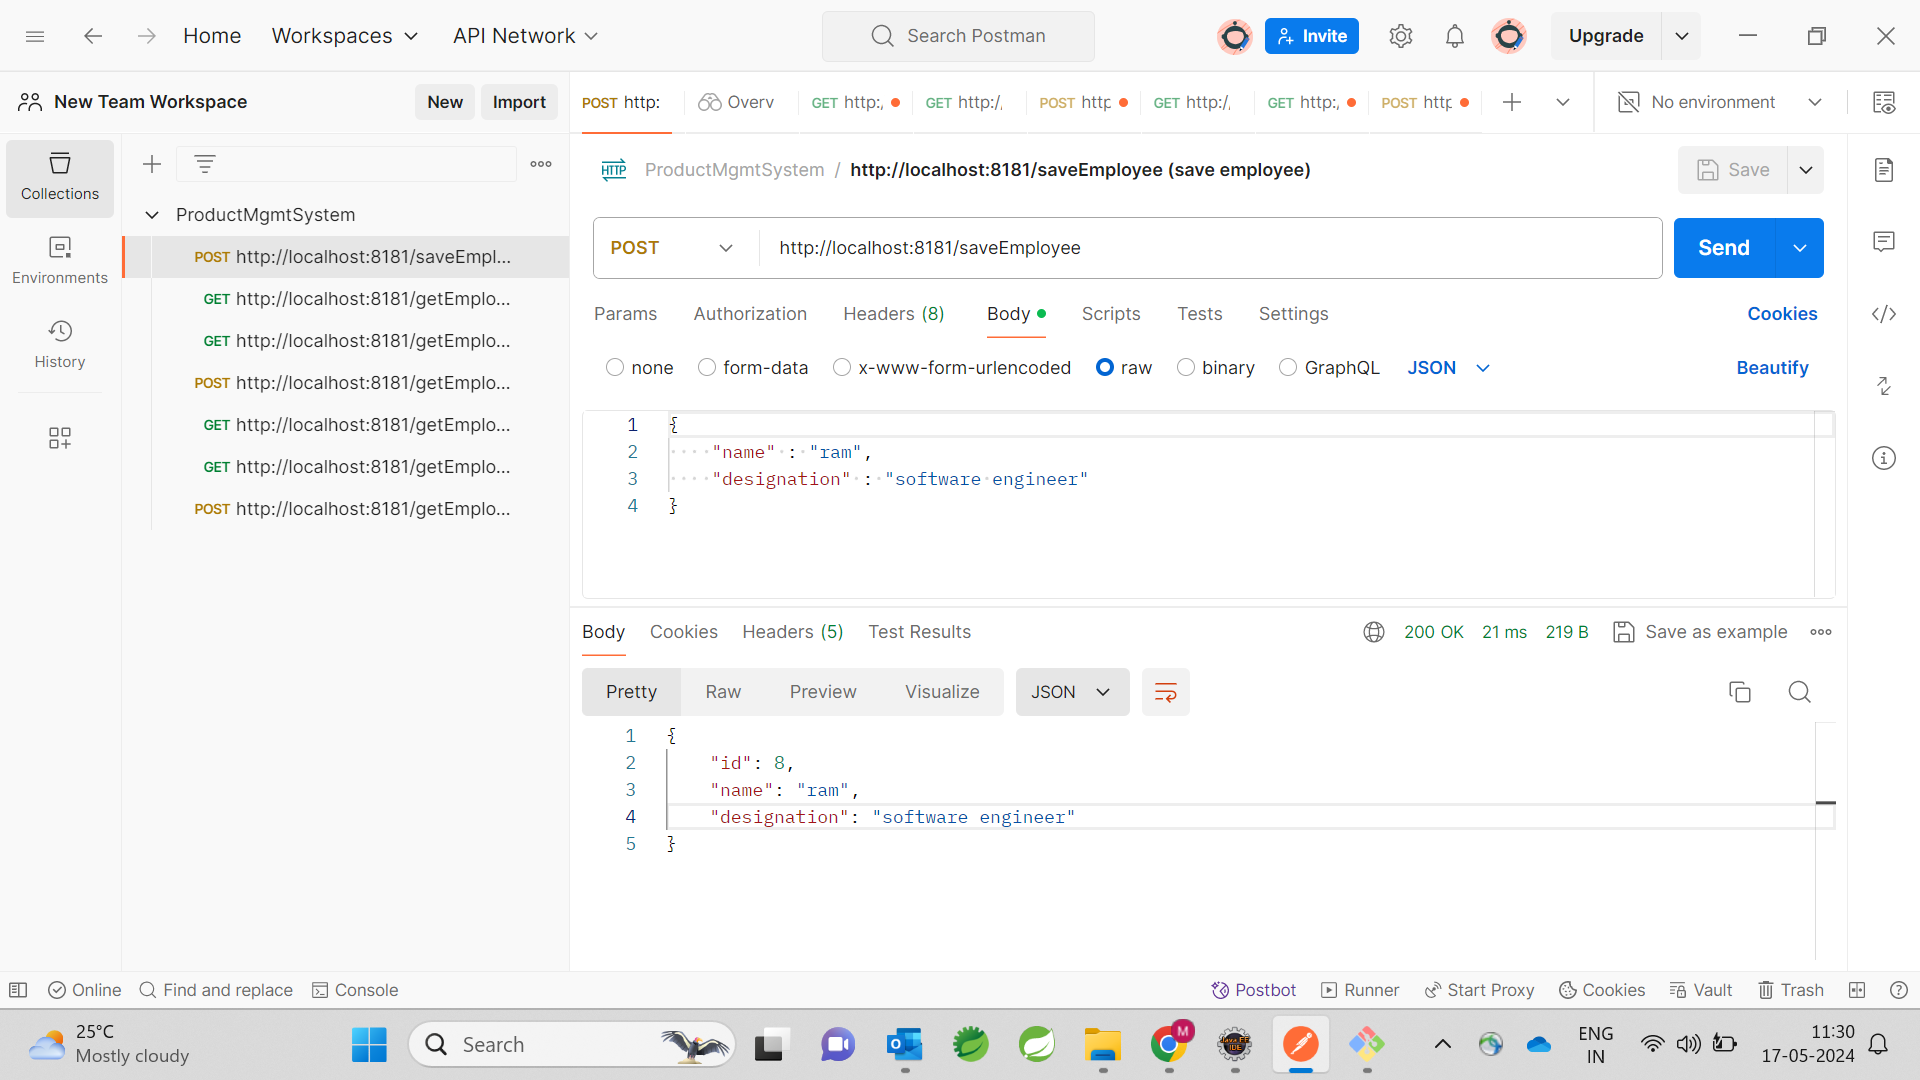 Home
Workspaces
API Network
Search Postman
Invite
Upgrade
New Team Workspace
New
Import
POST http:
Overv
GET http:,
GET http:/,
POST http
GET http:/,
GET http:,
POST http
No environment
Collections
Environments
History
ProductMgmtSystem
POST http://localhost:8181/saveEmpl...
GET http://localhost:8181/getEmplo...
GET http://localhost:8181/getEmplo...
POST http://localhost:8181/getEmplo...
GET http://localhost:8181/getEmplo...
GET http://localhost:8181/getEmplo...
POST http://localhost:8181/getEmplo...
HTTP
ProductMgmtSystem / http://localhost:8181/saveEmployee (save employee)
Save
POST
http://localhost:8181/saveEmployee
Send
Params
Authorization
Headers (8)
Body
Scripts
Tests
Settings
Cookies
none
form-data
x-www-form-urlencoded
raw
binary
GraphQL
JSON
Beautify
1 {
2 "name" : "ram",
3 "designation" : "software engineer"
4 }
Body
Cookies
Headers (5)
Test Results
200 OK
21 ms
219 B
Save as example
Pretty
Raw
Preview
Visualize
JSON
1 {
2 "id": 8,
3 "name": "ram",
4 "designation": "software engineer"
5 }
Online
Find and replace
Console
Postbot
Runner
Start Proxy
Cookies
Vault
Trash
25°C
Mostly cloudy
Search
M
Java EE
IDE
ENG
IN
11:30
17-05-2024